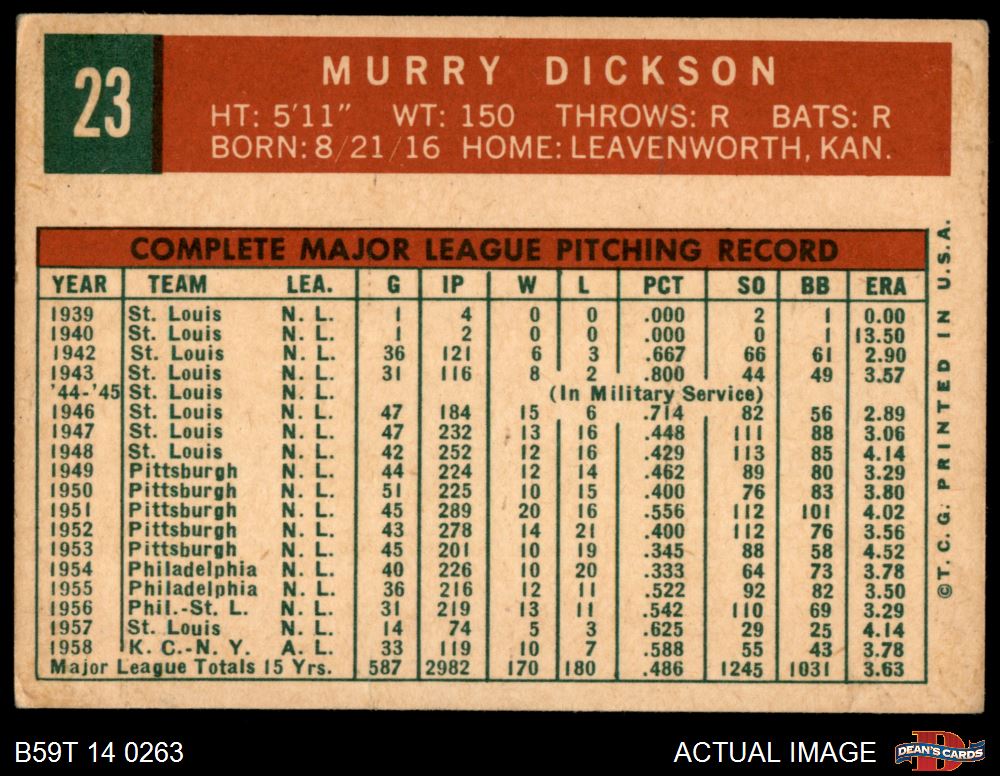 23
MURRY DICKSON
HT: 5'11" WT: 150 THROWS: R BATS: R
BORN: 8/21/16 HOME: LEAVENWORTH, KAN.
COMPLETE MAJOR LEAGUE PITCHING RECORD
YEAR TEAM LEA. G IP W L PCT SO BB ERA
1939 St. Louis N. L. 1 4 0 0 .000 2 1 0.00
1940 St. Louis N. L. 1 2 0 0 .000 0 1 13.50
1942 St. Louis N. L. 36 121 6 3 .667 66 61 2.90
1943 St. Louis N. L. 31 116 8 2 .800 44 49 3.57
'44-'45 St. Louis N. L. (In Military Service)
1946 St. Louis N. L. 47 184 15 6 .714 82 56 2.89
1947 St. Louis N. L. 47 232 13 16 .448 111 88 3.06
1948 St. Louis N. L. 42 252 12 16 .429 113 85 4.14
1949 Pittsburgh N. L. 44 224 12 14 .462 89 80 3.29
1950 Pittsburgh N. L. 51 225 10 15 .400 76 83 3.80
1951 Pittsburgh N. L. 45 289 20 16 .556 112 101 4.02
1952 Pittsburgh N. L. 43 278 14 21 .400 112 76 3.56
1953 Pittsburgh N. L. 45 201 10 19 .345 88 58 4.52
1954 Philadelphia N. L. 40 226 10 20 .333 64 73 3.78
1955 Philadelphia N. L. 36 216 12 11 .522 92 82 3.50
1956 Phil.-St. L. N. L. 31 219 13 11 .542 110 69 3.29
1957 St. Louis N. L. 14 74 5 3 .625 29 25 4.14
1958 K. C.-N. Y. A. L. 33 119 10 7 .588 55 43 3.78
Major League Totals 15 Yrs. 587 2982 170 180 .486 1245 1031 3.63
©T. C. G. PRINTED IN U.S.A.
B59T 14 0263
ACTUAL IMAGE
D
DEAN'S CARDS